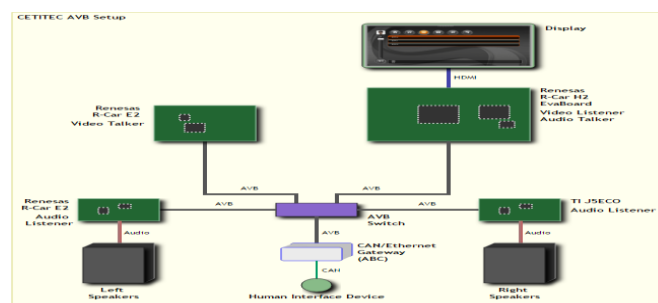 CETITEC AVB Setup
Display
HDMI
Renesas
R-Car E2
Video Talker
Renesas
R-Car H2
EvaBoard
Video Listener
Audio Talker
AVB
AVB
Renesas
R-Car E2
Audio
Listener
AVB
AVB
TI J5ECO
Audio Listener
AVB
Switch
Audio
AVB
Audio
CAN/Ethernet
Gateway
(ABC)
CAN
Left
Speakers
Human Interface Device
Right
Speakers